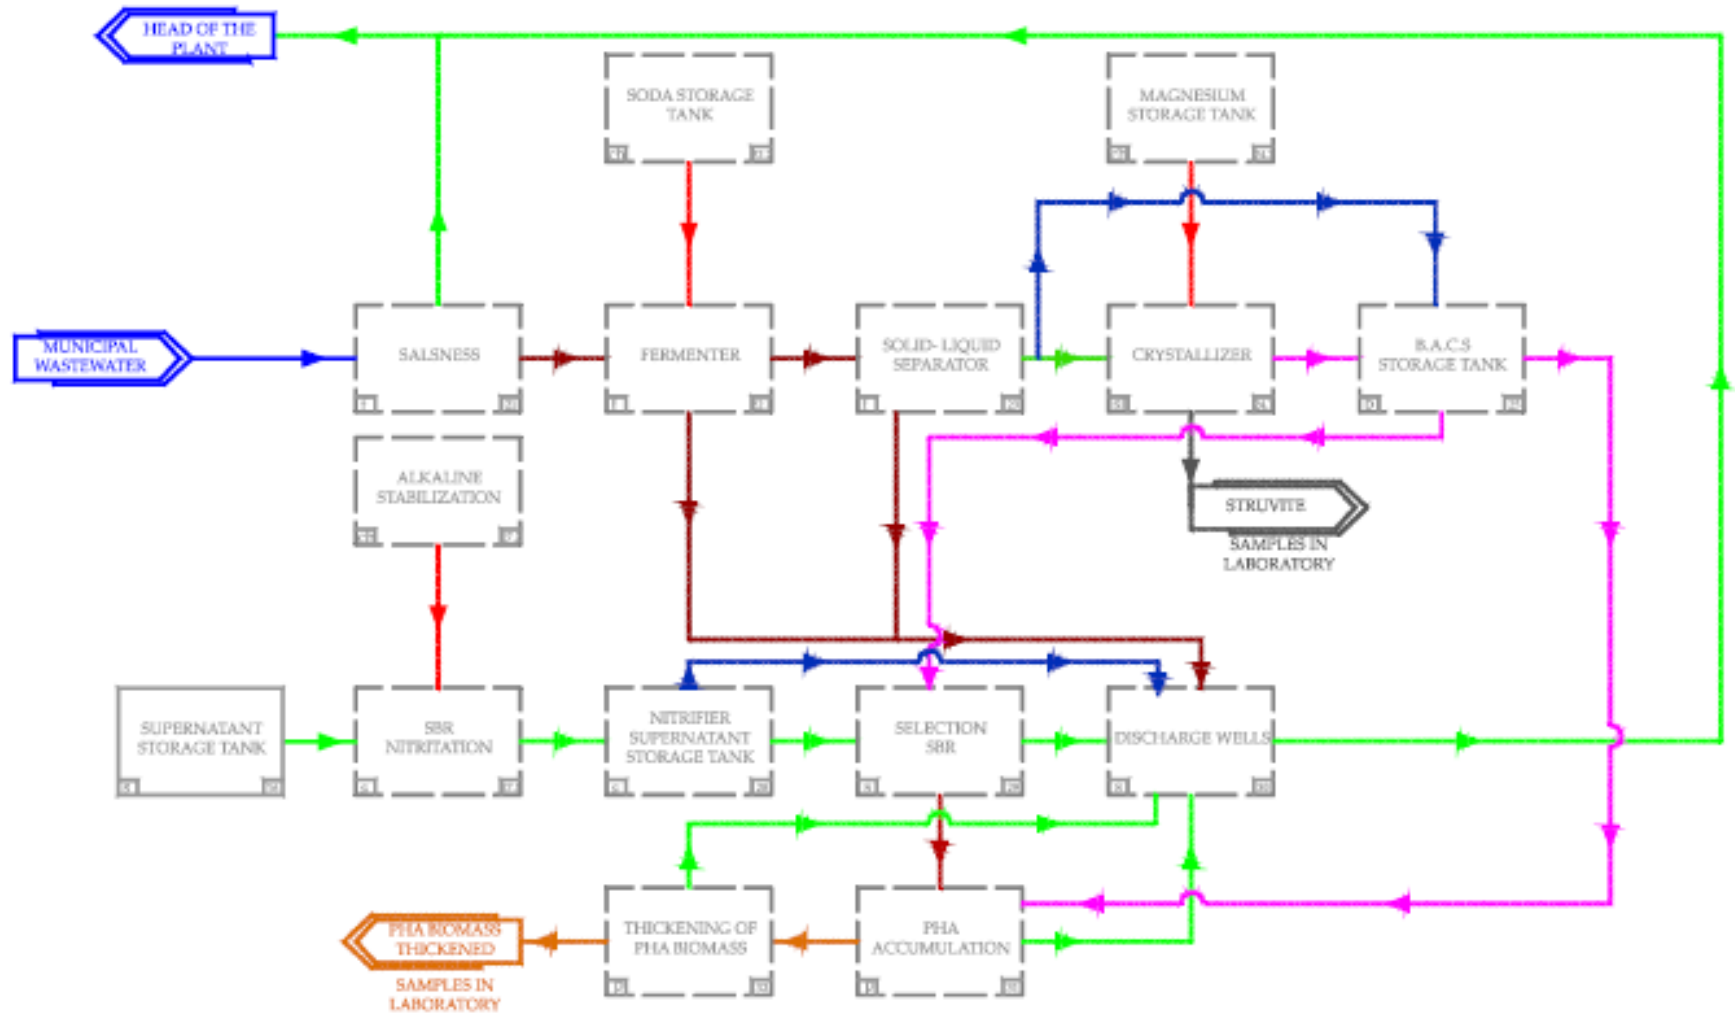 HEAD OF THE
PLANT
SODA STORAGE
TANK
MAGNESIUM
STORAGE TANK
MUNICIPAL
WASTEWATER
SALSNESS
FERMENTER
SOLID- LIQUID
SEPARATOR
CRYSTALLIZER
B.A.C.S
STORAGE TANK
ALKALINE
STABILIZATION
STRUVITE
SAMPLES IN
LABORATORY
SUPERNATANT
STORAGE TANK
SBR
NITRITATION
NITRIFIER
SUPERNATANT
STORAGE TANK
SELECTION
SBR
DISCHARGE WELLS
PHA BIOMASS
THICKENED
SAMPLES IN
LABORATORY
THICKENING OF
PHA BIOMASS
PHA
ACCUMULATION